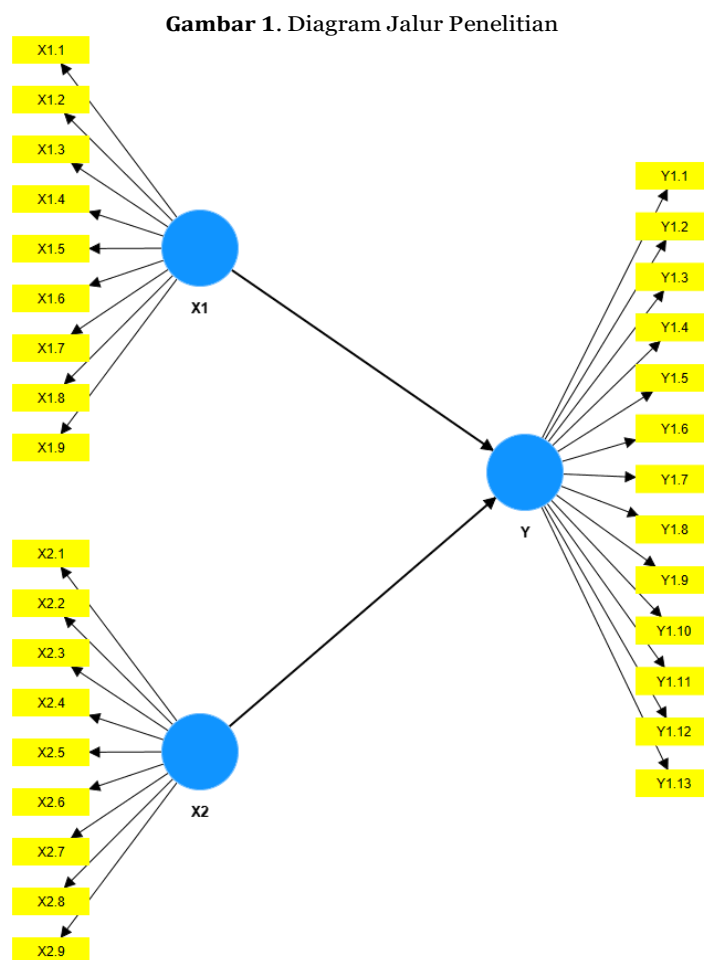 Gambar 1. Diagram Jalur Penelitian
X1.1
X1.2
X1.3
X1.4
X1.5
X1.6
X1.7
X1.8
X1.9
X1
X2.1
X2.2
X2.3
X2.4
X2.5
X2.6
X2.7
X2.8
X2.9
X2
Y
Y1.1
Y1.2
Y1.3
Y1.4
Y1.5
Y1.6
Y1.7
Y1.8
Y1.9
Y1.10
Y1.11
Y1.12
Y1.13